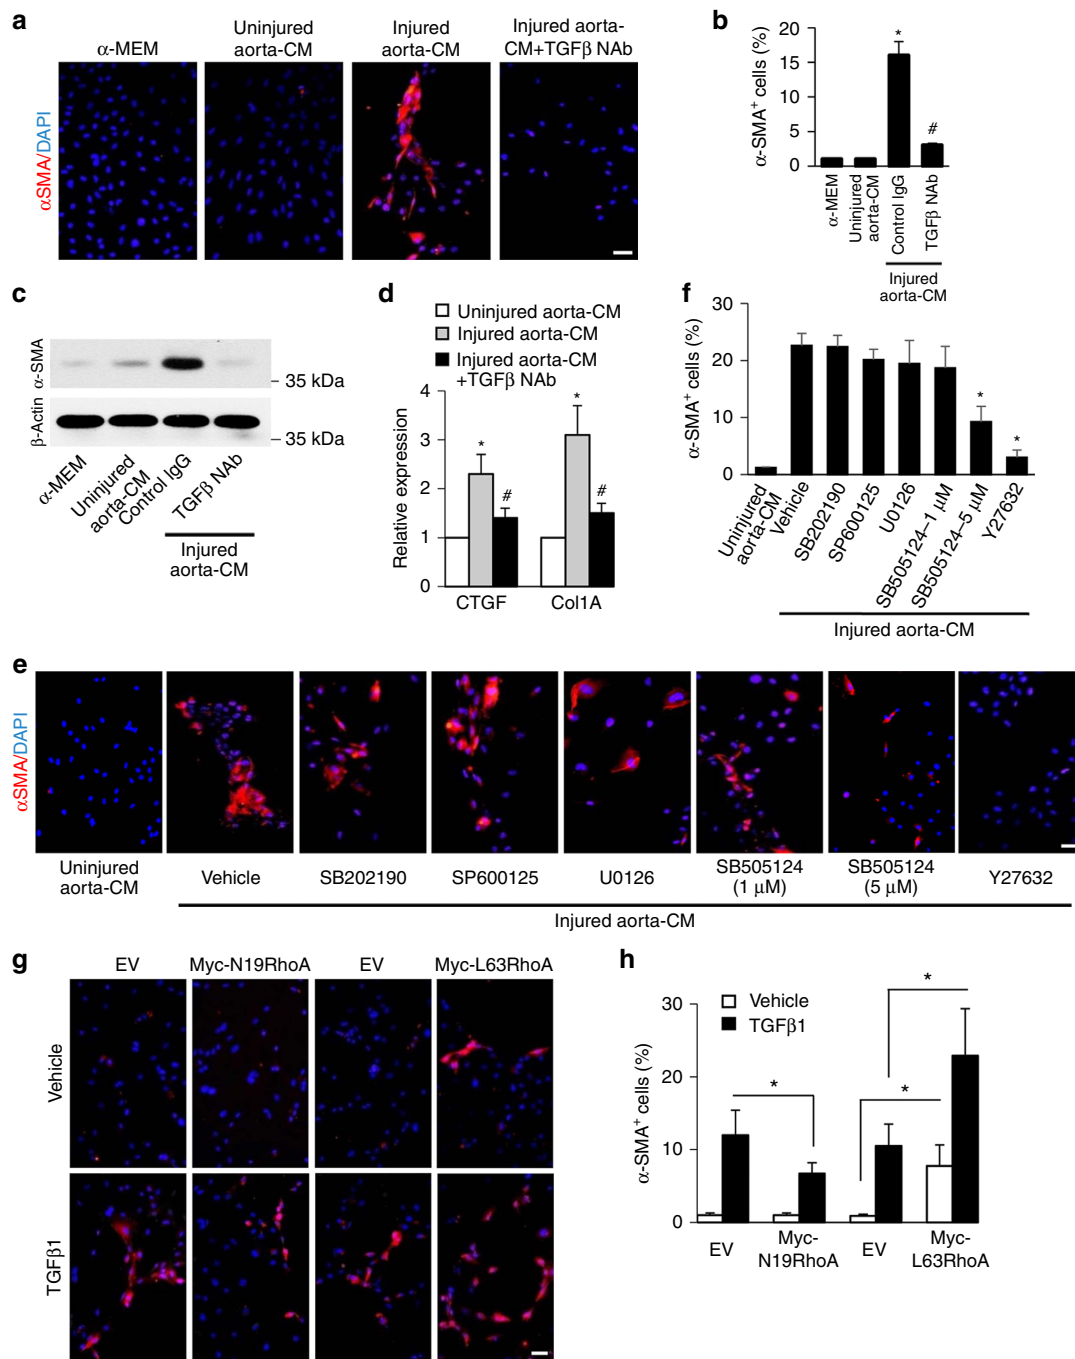 a
α-MEM
Uninjured
aorta-CM
Injured
aorta-CM
Injured aorta-
CM+TGFβ NAb
αSMA/DAPI
b
α-SMA⁺ cells (%)
20
15
10
5
0
*
#
α-MEM
Uninjured
aorta-CM
Control IgG
TGFβ NAb
Injured
aorta-CM
c
α-SMA
35 kDa
β-Actin
35 kDa
α-MEM
Uninjured
aorta-CM
Control IgG
TGFβ NAb
Injured
aorta-CM
d
Uninjured aorta-CM
Injured aorta-CM
Injured aorta-CM
+TGFβ NAb
Relative expression
4
3
2
1
0
*
#
*
#
CTGF
Col1A
f
α-SMA⁺ cells (%)
30
20
10
0
*
*
Uninjured
aorta-CM
Vehicle
SB202190
SP600125
U0126
SB505124–1 μM
SB505124–5 μM
Y27632
Injured aorta-CM
e
αSMA/DAPI
Uninjured
aorta-CM
Vehicle
SB202190
SP600125
U0126
SB505124
(1 μM)
SB505124
(5 μM)
Y27632
Injured aorta-CM
g
EV
Myc-N19RhoA
EV
Myc-L63RhoA
Vehicle
TGFβ1
h
Vehicle
TGFβ1
α-SMA⁺ cells (%)
30
20
10
0
*
*
*
EV
Myc-
N19RhoA
EV
Myc-
L63RhoA